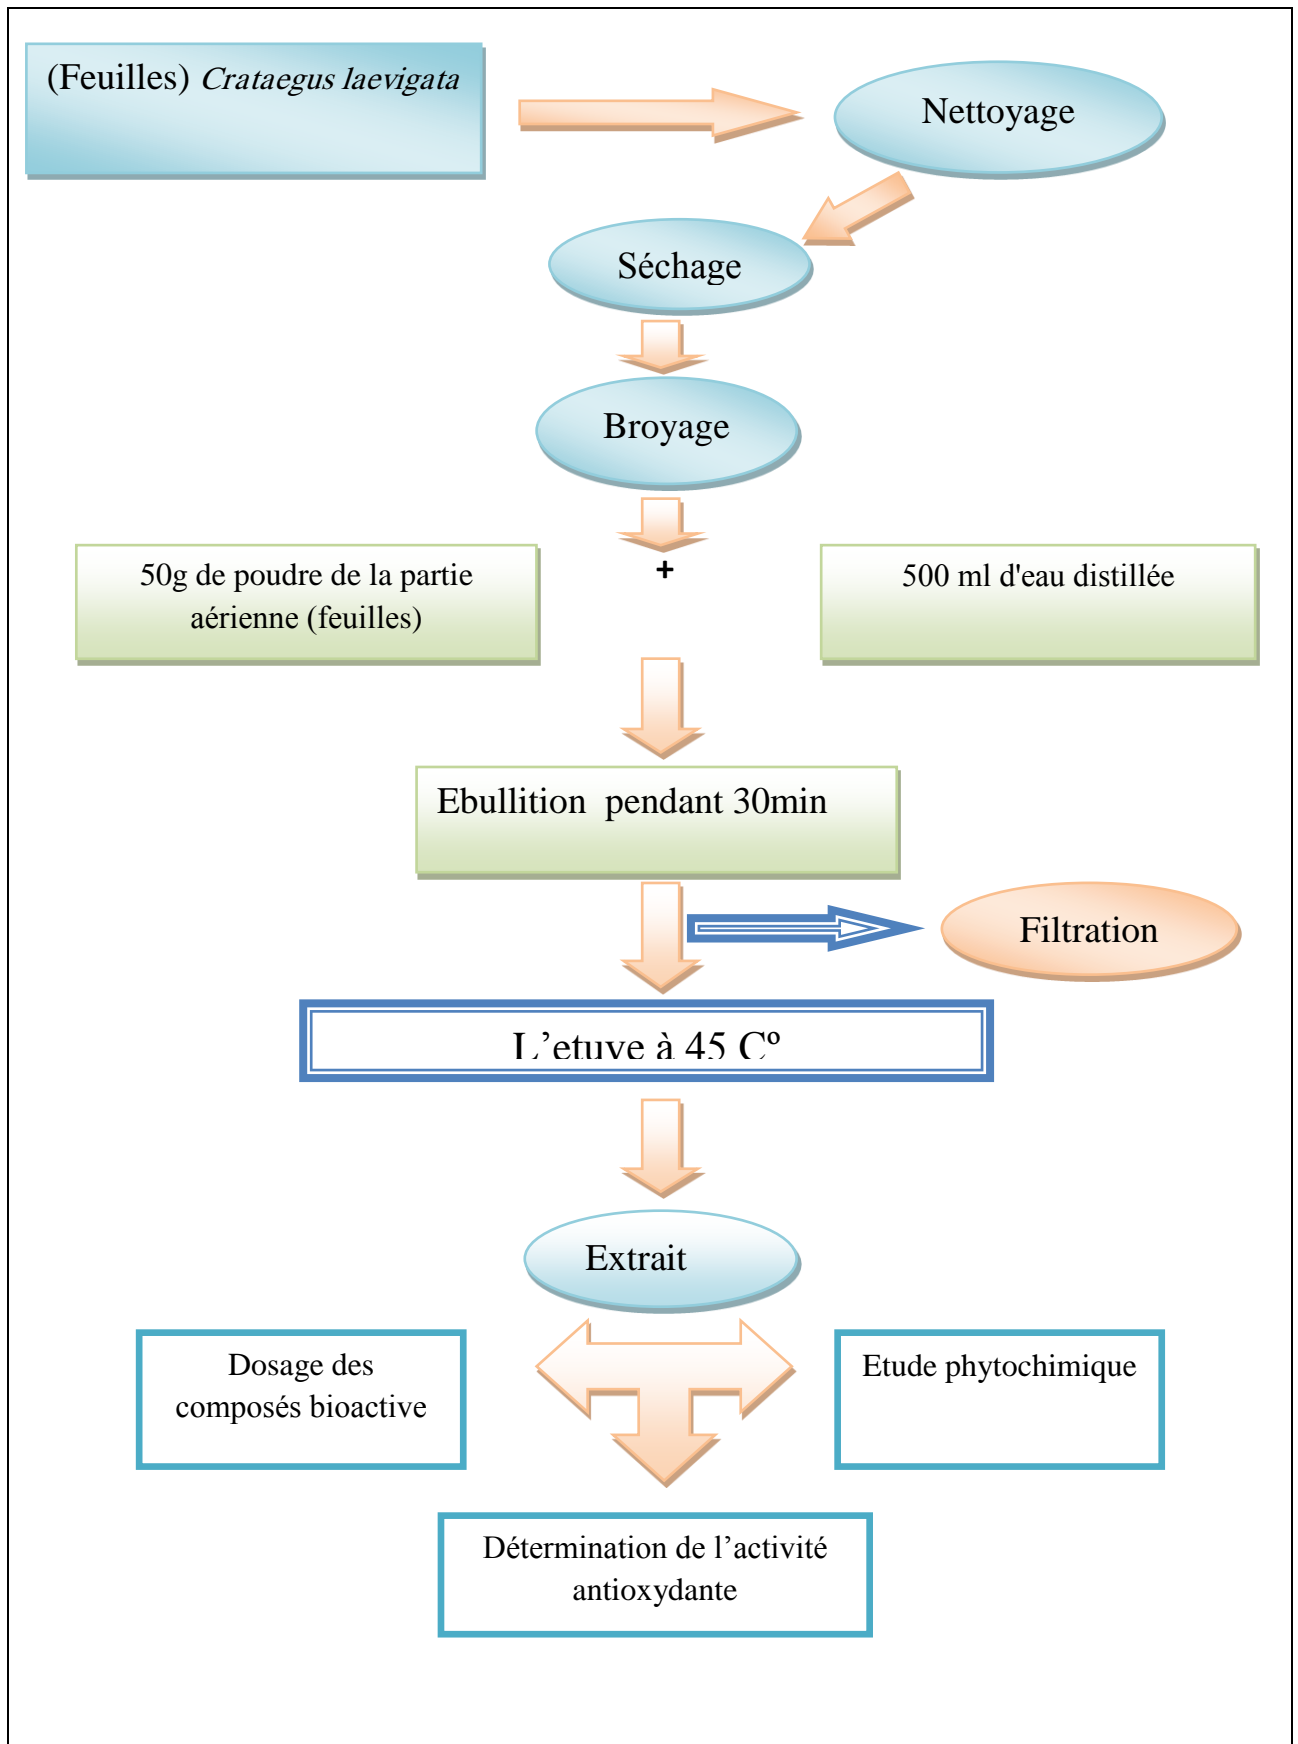 (Feuilles) Crataegus laevigata
Nettoyage
Séchage
Broyage
50g de poudre de la partie
aérienne (feuilles)
+
500 ml d'eau distillée
Ebullition pendant 30min
Filtration
L’etuve à 45 Cº
Extrait
Dosage des
composés bioactive
Etude phytochimique
Détermination de l’activité
antioxydante